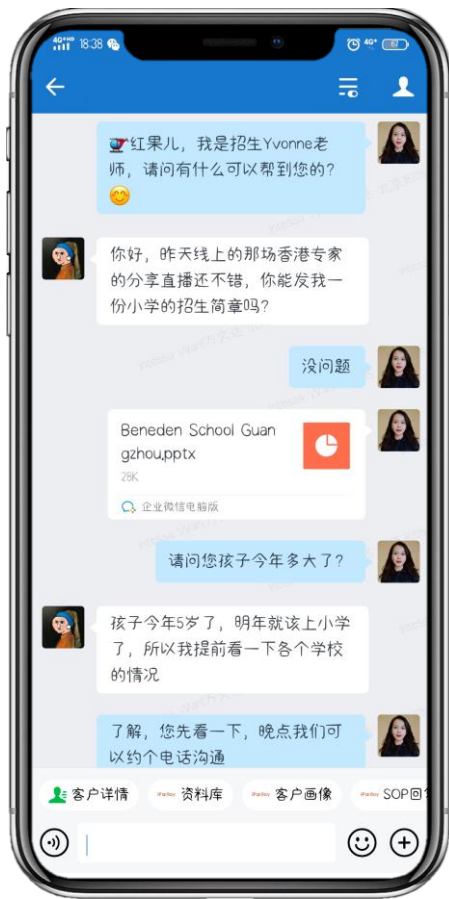 18:38
4G+
红果儿，我是招生Yvonne老
师，请问有什么可以帮到您的？
你好，昨天线上的那场香港专家
的分享直播还不错，你能发我一
份小学的招生简章吗？
没问题
Beneden School Guan
gzhou,pptx
28K
企业微信电脑版
请问您孩子今年多大了？
孩子今年5岁了，明年就该上小学
了，所以我提前看一下各个学校
的情况
了解，您先看一下，晚点我们可
以约个电话沟通
客户详情 资料库 客户画像 SOP回